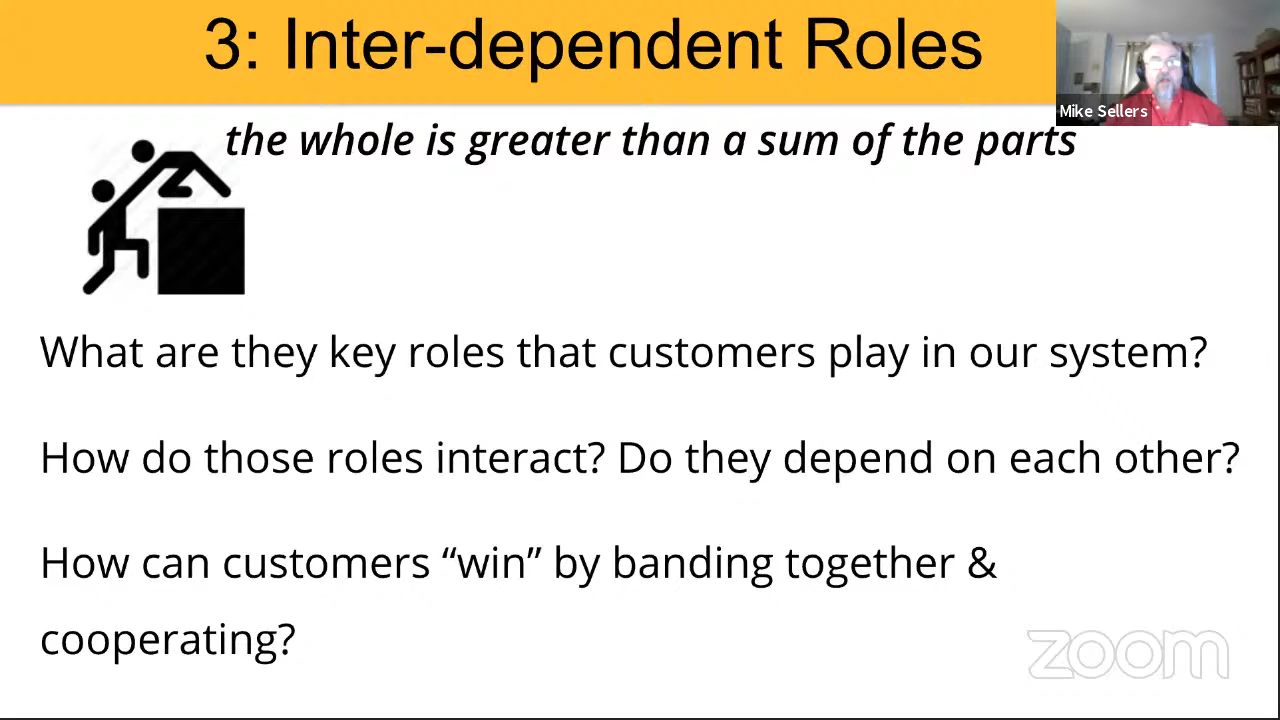 3: Inter-dependent Roles
Mike Sellers
the whole is greater than a sum of the parts
What are they key roles that customers play in our system?
How do those roles interact? Do they depend on each other?
How can customers “win” by banding together &
cooperating?
zoom